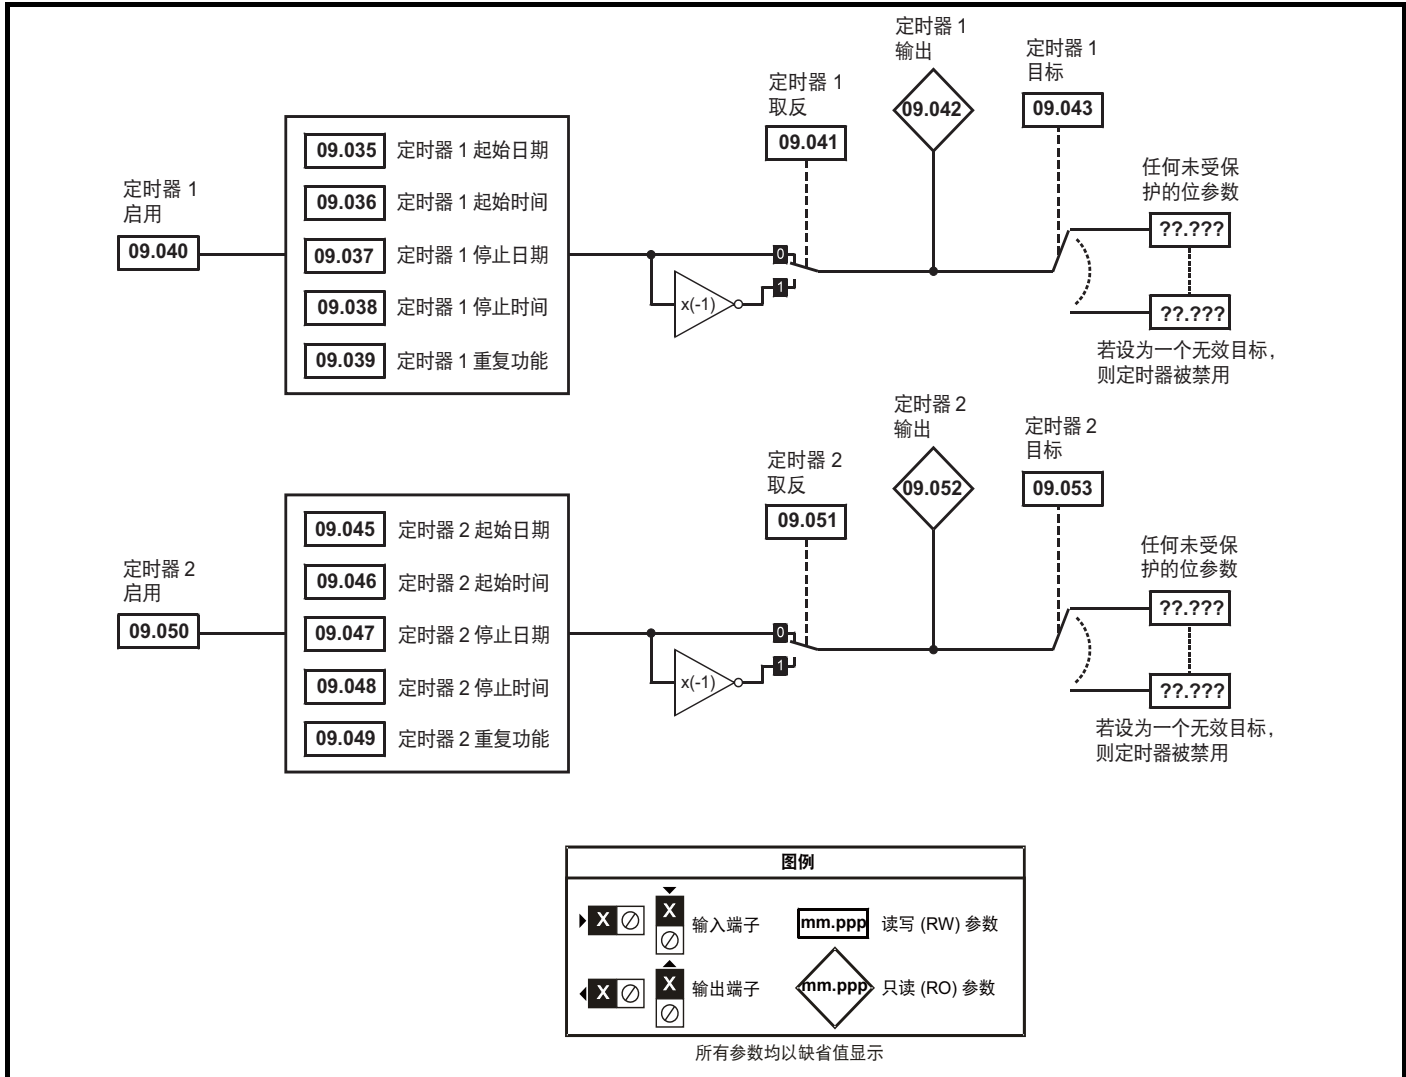 定时器 1
输出
定时器 1
目标
定时器 1
取反
09.042
09.043
09.041
09.035 定时器 1 起始日期
任何未受保
护的位参数
定时器 1
启用
09.036 定时器 1 起始时间
??.???
09.040
09.037 定时器 1 停止日期
0
1
x(-1)
09.038 定时器 1 停止时间
??.???
09.039 定时器 1 重复功能
若设为一个无效目标，
则定时器被禁用
定时器 2
输出
定时器 2
目标
定时器 2
取反
09.052
09.053
09.051
09.045 定时器 2 起始日期
任何未受保
护的位参数
定时器 2
启用
09.046 定时器 2 起始时间
??.???
09.050
09.047 定时器 2 停止日期
0
1
x(-1)
09.048 定时器 2 停止时间
??.???
09.049 定时器 2 重复功能
若设为一个无效目标，
则定时器被禁用
图例
X X 输入端子 mm.ppp 读写 (RW) 参数
X X 输出端子 mm.ppp 只读 (RO) 参数
所有参数均以缺省值显示